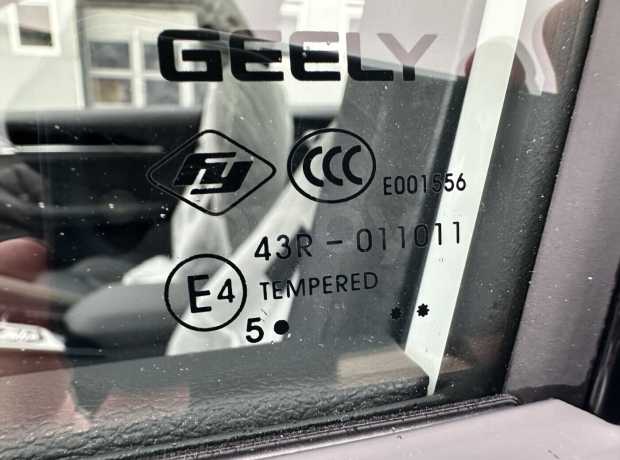 GEELY
FY CCC E001556
43R - 011011
E4 TEMPERED
5 ● **